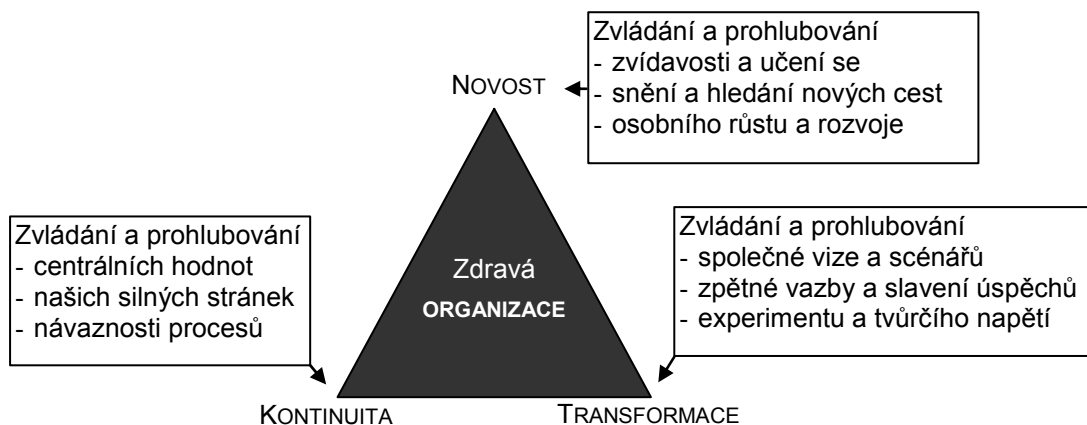 Zvládání a prohlubování
- zvídavosti a učení se
- snění a hledání nových cest
- osobního růstu a rozvoje
NOVOST
Zvládání a prohlubování
- centrálních hodnot
- našich silných stránek
- návaznosti procesů
Zdravá
ORGANIZACE
Zvládání a prohlubování
- společné vize a scénářů
- zpětné vazby a slavení úspěchů
- experimentu a tvůrčího napětí
KONTINUITA
TRANSFORMACE